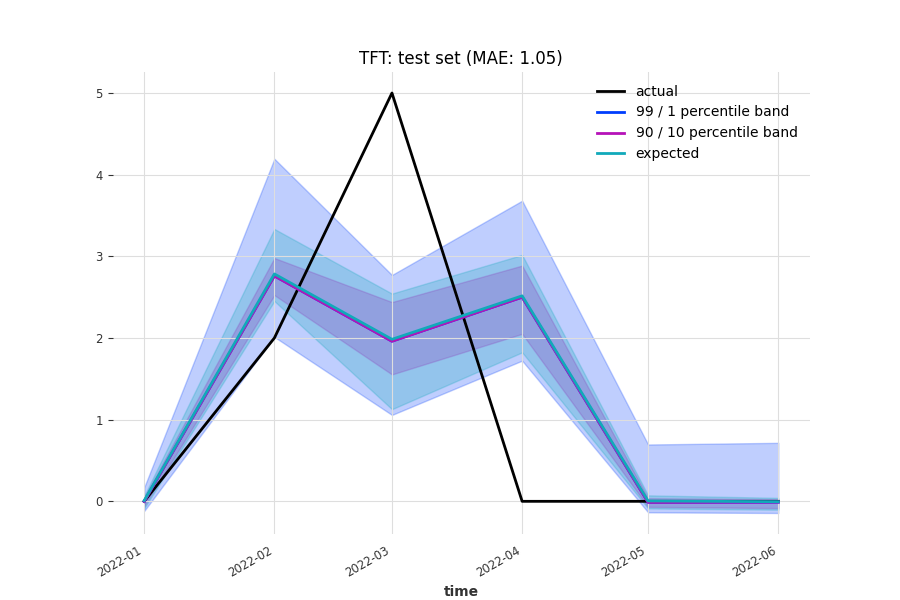 TFT: test set (MAE: 1.05)
actual
99 / 1 percentile band
90 / 10 percentile band
expected
5
4
3
2
1
0
2022-01
2022-02
2022-03
2022-04
2022-05
2022-06
time